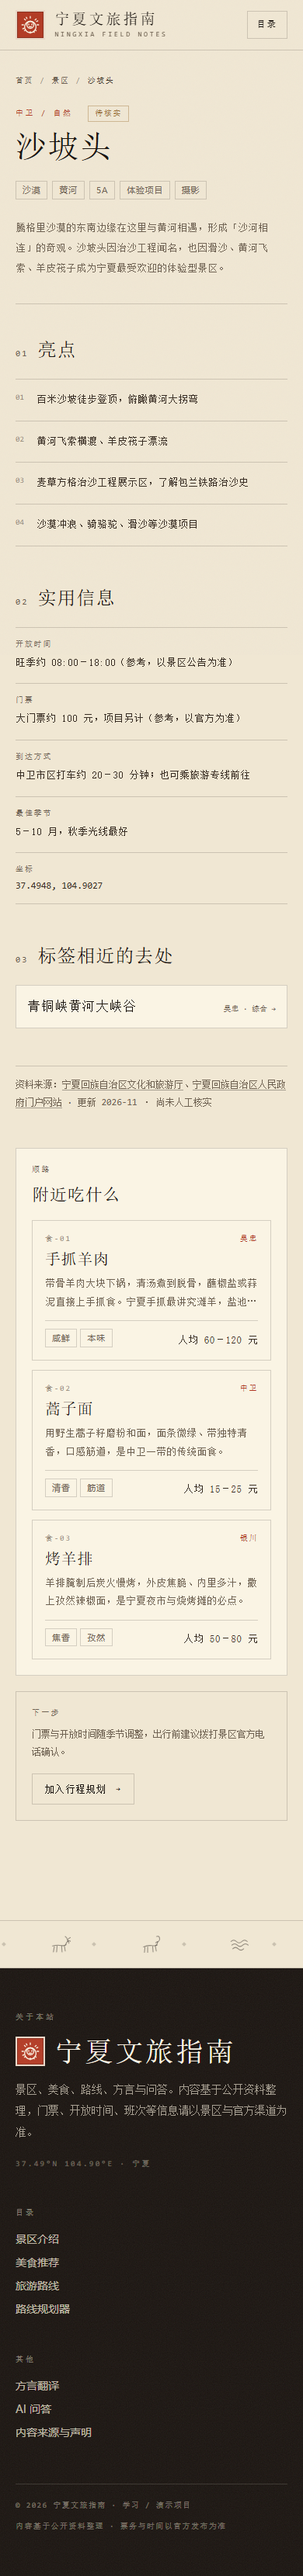 宁夏文旅指南
NINGXIA FIELD NOTES
目录
首页 / 景区 / 沙坡头
中卫 / 自然 待核实
沙坡头
沙漠 黄河 5A 体验项目 摄影
腾格里沙漠的东南边缘在这里与黄河相遇，形成「沙河相
连」的奇观。沙坡头因治沙工程闻名，也因滑沙、黄河飞
索、羊皮筏子成为宁夏最受欢迎的体验型景区。
01 亮点
01 百米沙坡徒步登顶，俯瞰黄河大拐弯
02 黄河飞索横渡、羊皮筏子漂流
03 麦草方格治沙工程展示区，了解包兰铁路治沙史
04 沙漠冲浪、骑骆驼、滑沙等沙漠项目
02 实用信息
开放时间
旺季约 08:00–18:00（参考，以景区公告为准）
门票
大门票约 100 元，项目另计（参考，以官方为准）
到达方式
中卫市区打车约 20–30 分钟；也可乘旅游专线前往
最佳季节
5–10 月，秋季光线最好
坐标
37.4948, 104.9027
03 标签相近的去处
青铜峡黄河大峡谷 吴忠 · 综合 →
资料来源：宁夏回族自治区文化和旅游厅、宁夏回族自治区人民政
府门户网站 · 更新 2026-11 · 尚未人工核实
顺路
附近吃什么
食-01 吴忠
手抓羊肉
带骨羊肉大块下锅，清汤煮到脱骨，蘸椒盐或蒜
泥直接上手抓食。宁夏手抓最讲究滩羊，盐池…
咸鲜 本味 人均 60–120 元
食-02 中卫
蒿子面
用野生蒿子籽磨粉和面，面条微绿、带独特清
香，口感筋道，是中卫一带的传统面食。
清香 筋道 人均 15–25 元
食-03 银川
烤羊排
羊排腌制后炭火慢烤，外皮焦脆、内里多汁，撒
上孜然辣椒面，是宁夏夜市与烧烤摊的必点。
焦香 孜然 人均 50–80 元
下一步
门票与开放时间随季节调整，出行前建议拨打景区官方电
话确认。
加入行程规划 →
关于本站
宁夏文旅指南
景区、美食、路线、方言与问答。内容基于公开资料整
理，门票、开放时间、班次等信息请以景区与官方渠道为
准。
37.49°N 104.90°E · 宁夏
目录
景区介绍
美食推荐
旅游路线
路线规划器
其他
方言翻译
AI 问答
内容来源与声明
© 2026 宁夏文旅指南 · 学习 / 演示项目
内容基于公开资料整理 · 票务与时间以官方发布为准